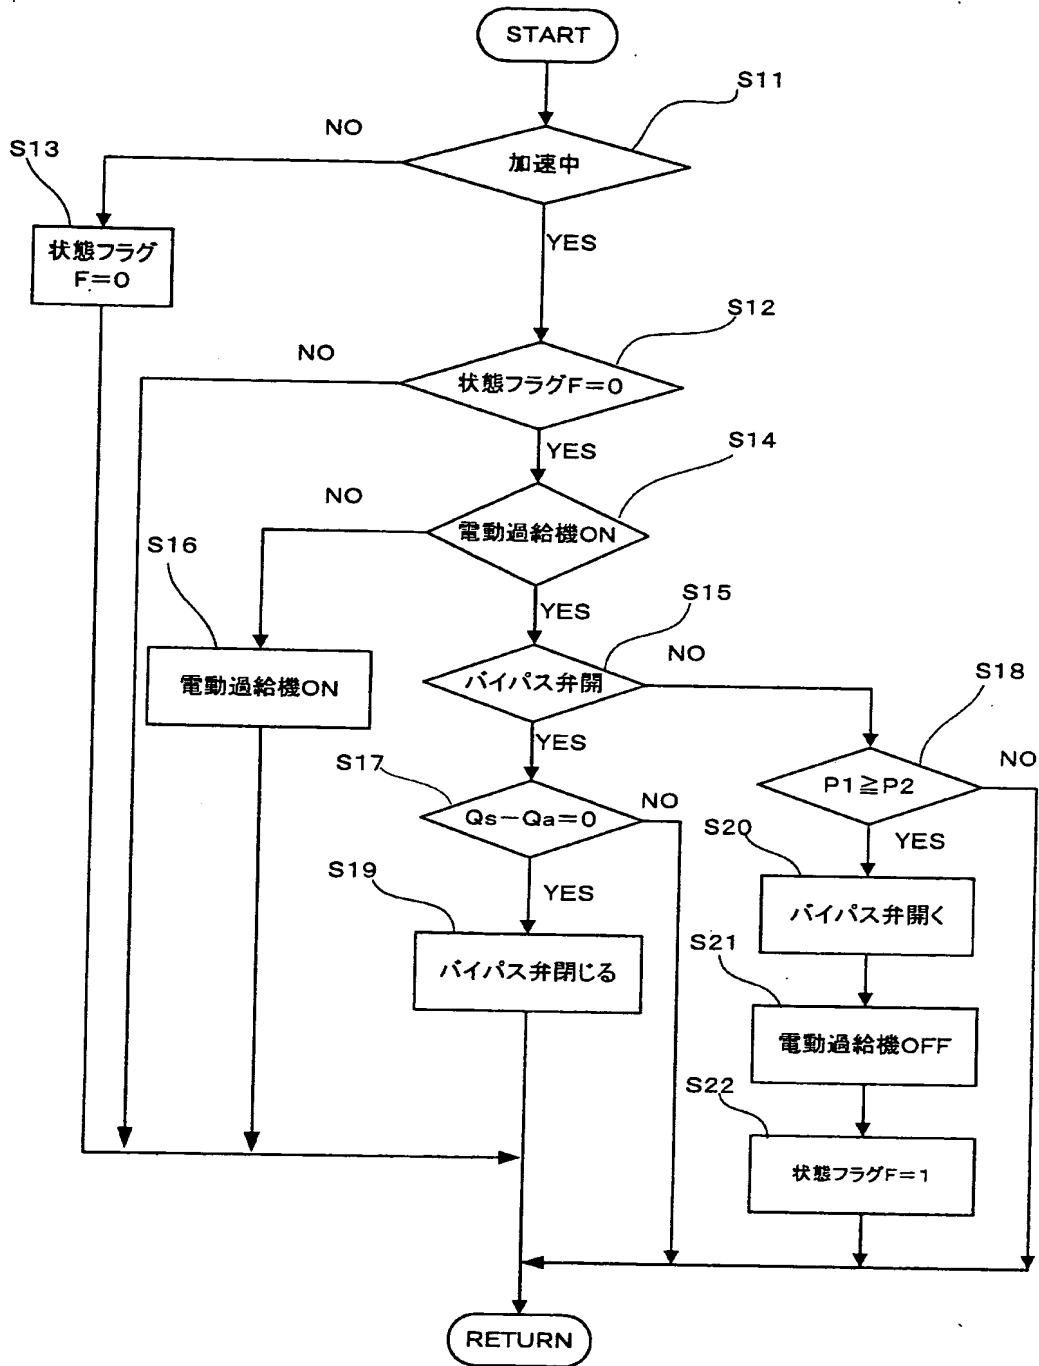 START
S11
NO
S13
加速中
状態フラグ
F=0
YES
S12
NO
状態フラグF=0
YES
S14
NO
電動過給機ON
S16
YES
S15
NO
電動過給機ON
バイパス弁開
S18
YES
S17
NO
P1≧P2
NO
Qs-Qa=0
S20
YES
S19
YES
バイパス弁開く
S21
バイパス弁閉じる
電動過給機OFF
S22
状態フラグF=1
RETURN